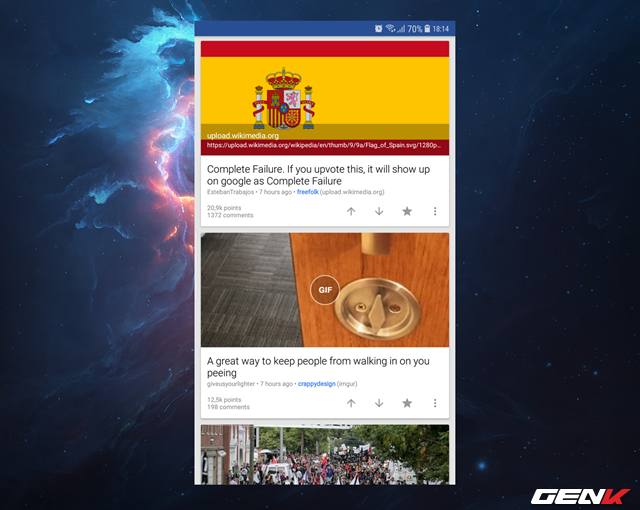 70% 18:14
upload.wikimedia.org
https://upload.wikimedia.org/wikipedia/en/thumb/9/9a/Flag_of_Spain.svg/1280p...
Complete Failure. If you upvote this, it will show up
on google as Complete Failure
EstebanTrabajos • 7 hours ago • freefolk (upload.wikimedia.org)
20,9k points
1372 comments
GIF
A great way to keep people from walking in on you
peeing
giveusyourlighter • 7 hours ago • crappydesign (imgur)
12,5k points
198 comments
GENK